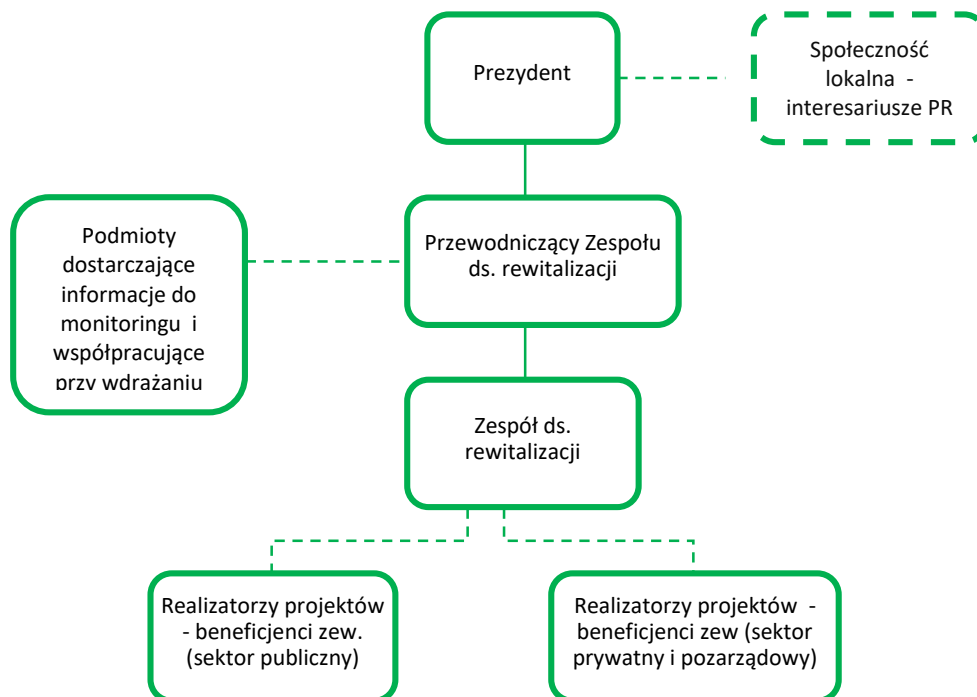 Prezydent
Społeczność
lokalna -
interesariusze PR
Podmioty
dostarczające
informacje do
monitoringu i
współpracujące
przy wdrażaniu
Przewodniczący Zespołu
ds. rewitalizacji
Zespół ds.
rewitalizacji
Realizatorzy projektów
- beneficjenci zew.
(sektor publiczny)
Realizatorzy projektów -
beneficjenci zew (sektor
prywatny i pozarządowy)